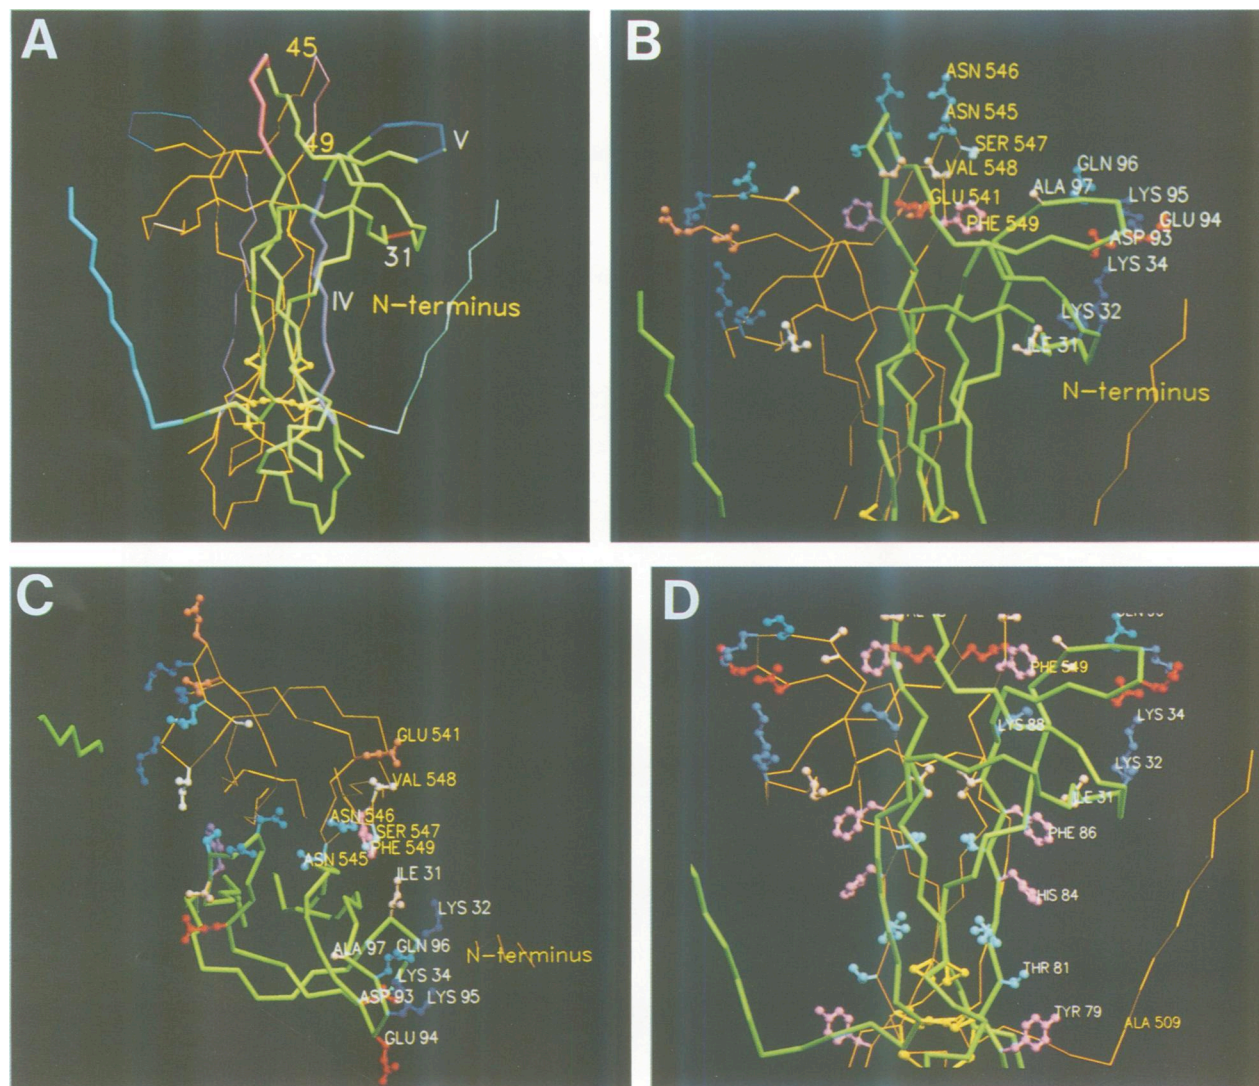 A
45
49
V
31
IV
N-terminus
B
ASN 546
ASN 545
SER 547
VAL 548
GLN 96
ALA 97
LYS 95
GLU 541
GLU 94
PHE 549
ASP 93
LYS 34
LYS 32
ILE 31
N-terminus
C
GLU 541
VAL 548
ASN 546
SER 547
PHE 549
ASN 545
ILE 31
LYS 32
ALA 97
GLN 96
N-terminus
LYS 34
ASP 93
LYS 95
GLU 94
D
PHE 549
LYS 34
LYS 88
LYS 32
ILE 31
PHE 86
HIS 84
THR 81
TYR 79
ALA 509